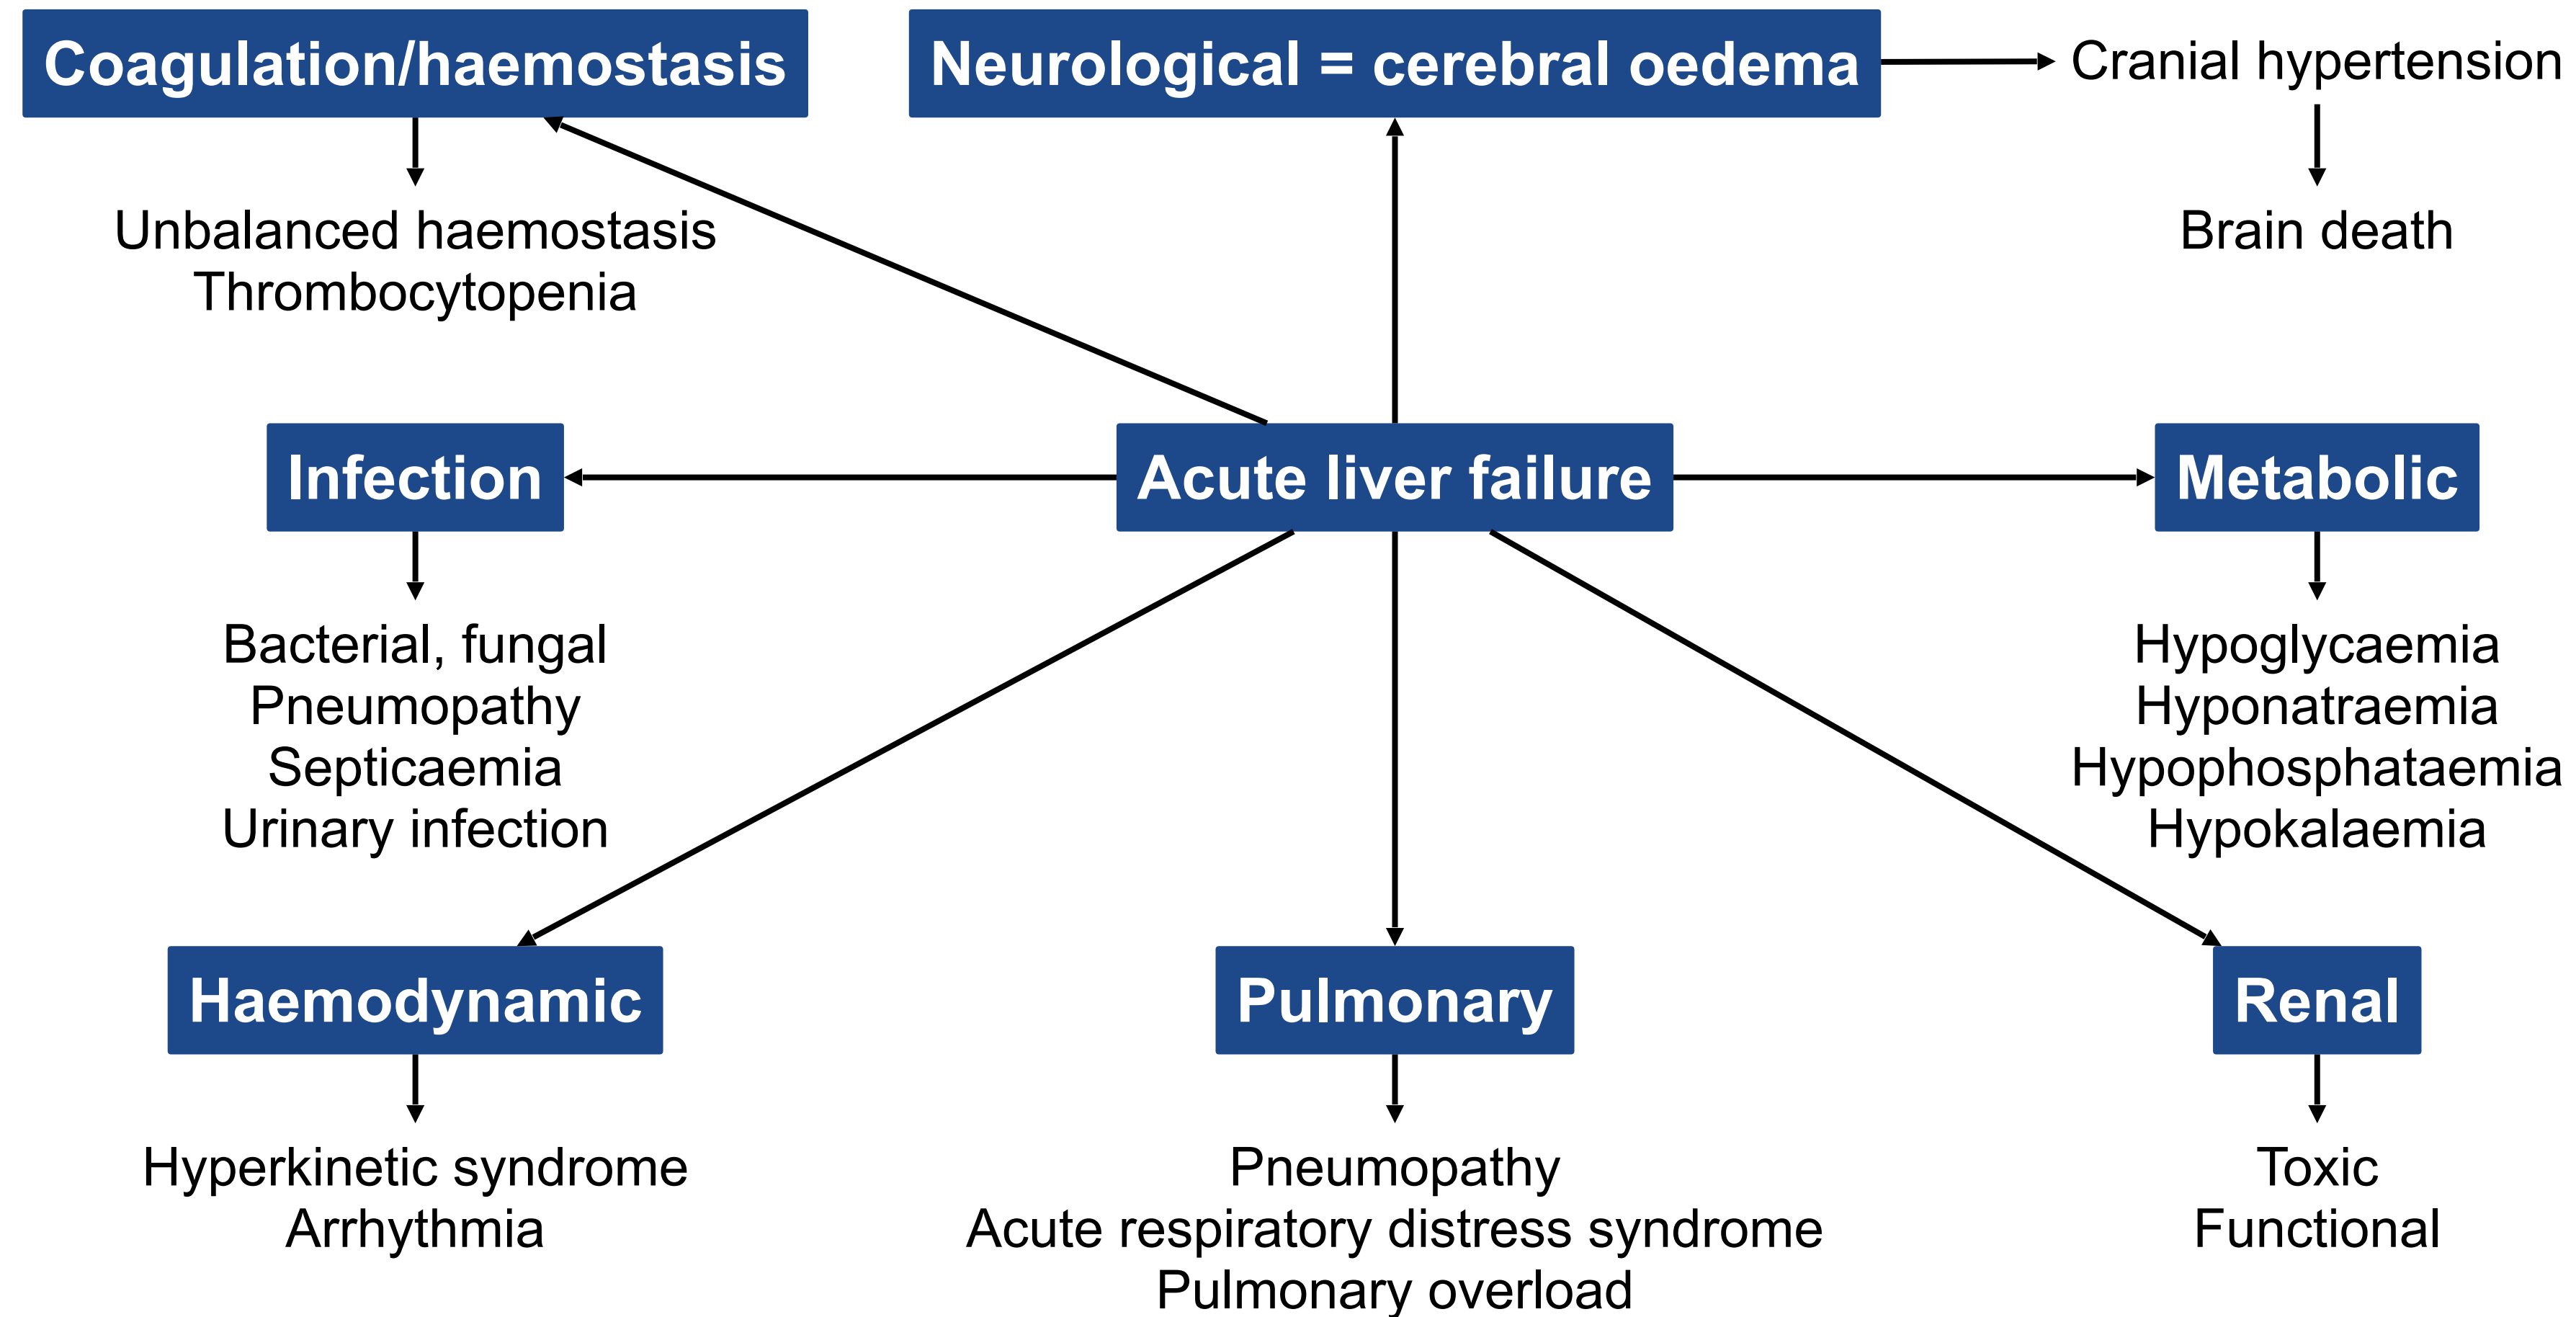 Coagulation/haemostasis
Neurological = cerebral oedema
Cranial hypertension
Unbalanced haemostasis
Thrombocytopenia
Brain death
Infection
Acute liver failure
Metabolic
Bacterial, fungal
Pneumopathy
Septicaemia
Urinary infection
Hypoglycaemia
Hyponatraemia
Hypophosphataemia
Hypokalaemia
Haemodynamic
Pulmonary
Renal
Hyperkinetic syndrome
Arrhythmia
Pneumopathy
Acute respiratory distress syndrome
Pulmonary overload
Toxic
Functional